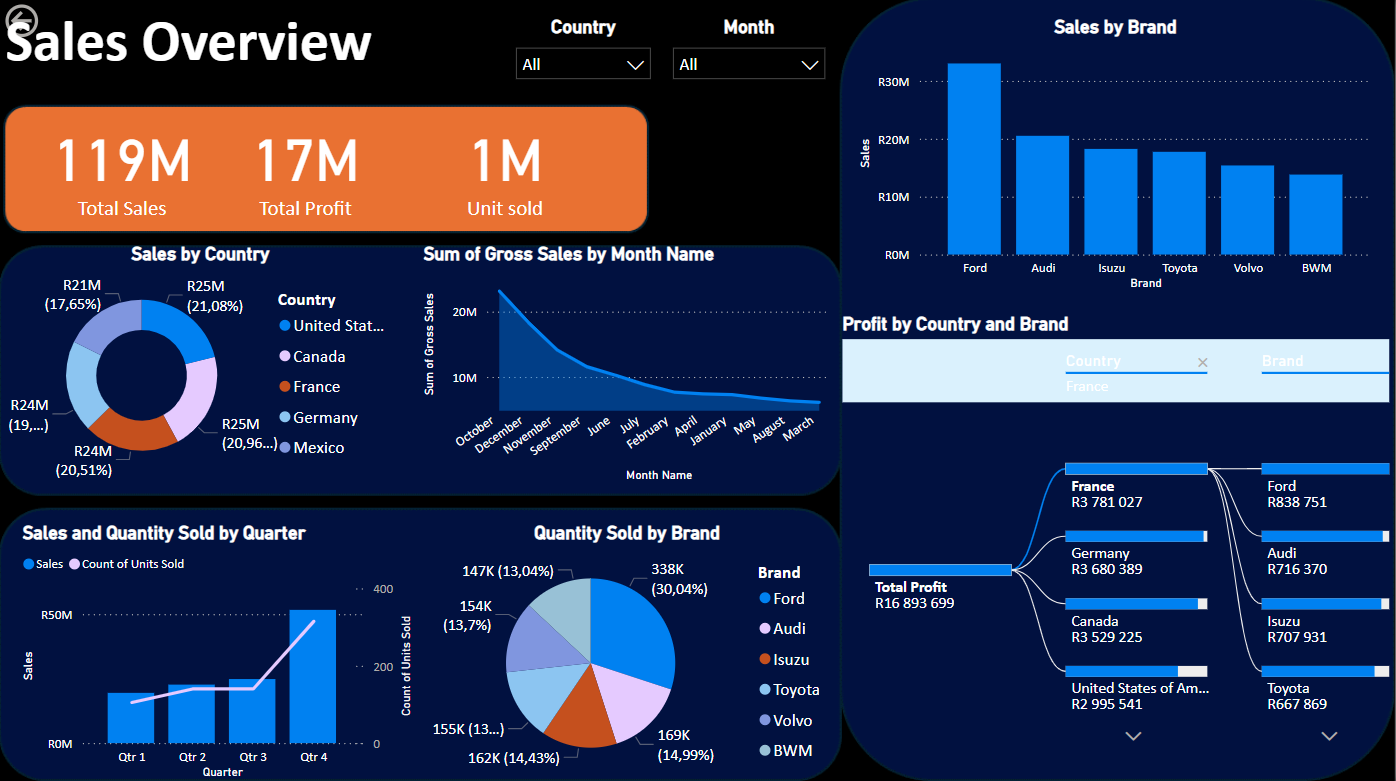 Sales Overview
Country
Month
All
All
119M
Total Sales
17M
Total Profit
1M
Unit sold
Sales by Country
R21M
(17,65%)
R25M
(21,08%)
R24M
(19,...)
R25M
(20,96...)
R24M
(20,51%)
Country
United Stat...
Canada
France
Germany
Mexico
Sum of Gross Sales by Month Name
Sum of Gross Sales
20M
10M
October
December
November
September
June
July
February
April
January
May
August
March
Month Name
Sales and Quantity Sold by Quarter
Sales
Count of Units Sold
Sales
R50M
R0M
400
200
0
Count of Units Sold
Qtr 1
Qtr 2
Qtr 3
Qtr 4
Quarter
Quantity Sold by Brand
147K (13,04%)
338K
(30,04%)
154K
(13,7%)
155K (13...)
162K (14,43%)
169K
(14,99%)
Brand
Ford
Audi
Isuzu
Toyota
Volvo
BWM
Sales by Brand
Sales
R30M
R20M
R10M
R0M
Ford
Audi
Isuzu
Toyota
Volvo
BWM
Brand
Profit by Country and Brand
Country
Brand
France
Total Profit
R16 893 699
France
R3 781 027
Germany
R3 680 389
Canada
R3 529 225
United States of Am...
R2 995 541
Ford
R838 751
Audi
R716 370
Isuzu
R707 931
Toyota
R667 869